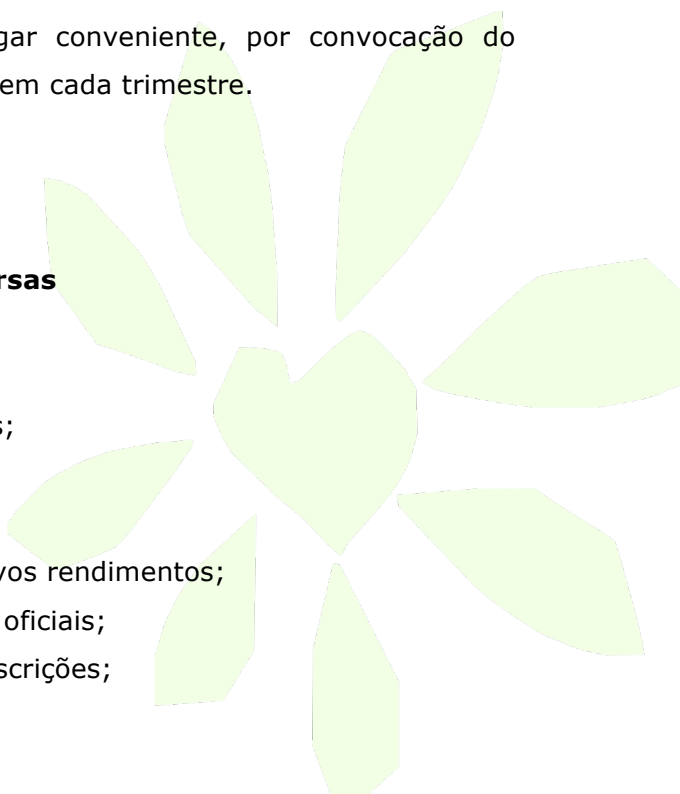 gar conveniente, por convocação do
em cada trimestre.
rsas
s;
vos rendimentos;
oficiais;
scrições;